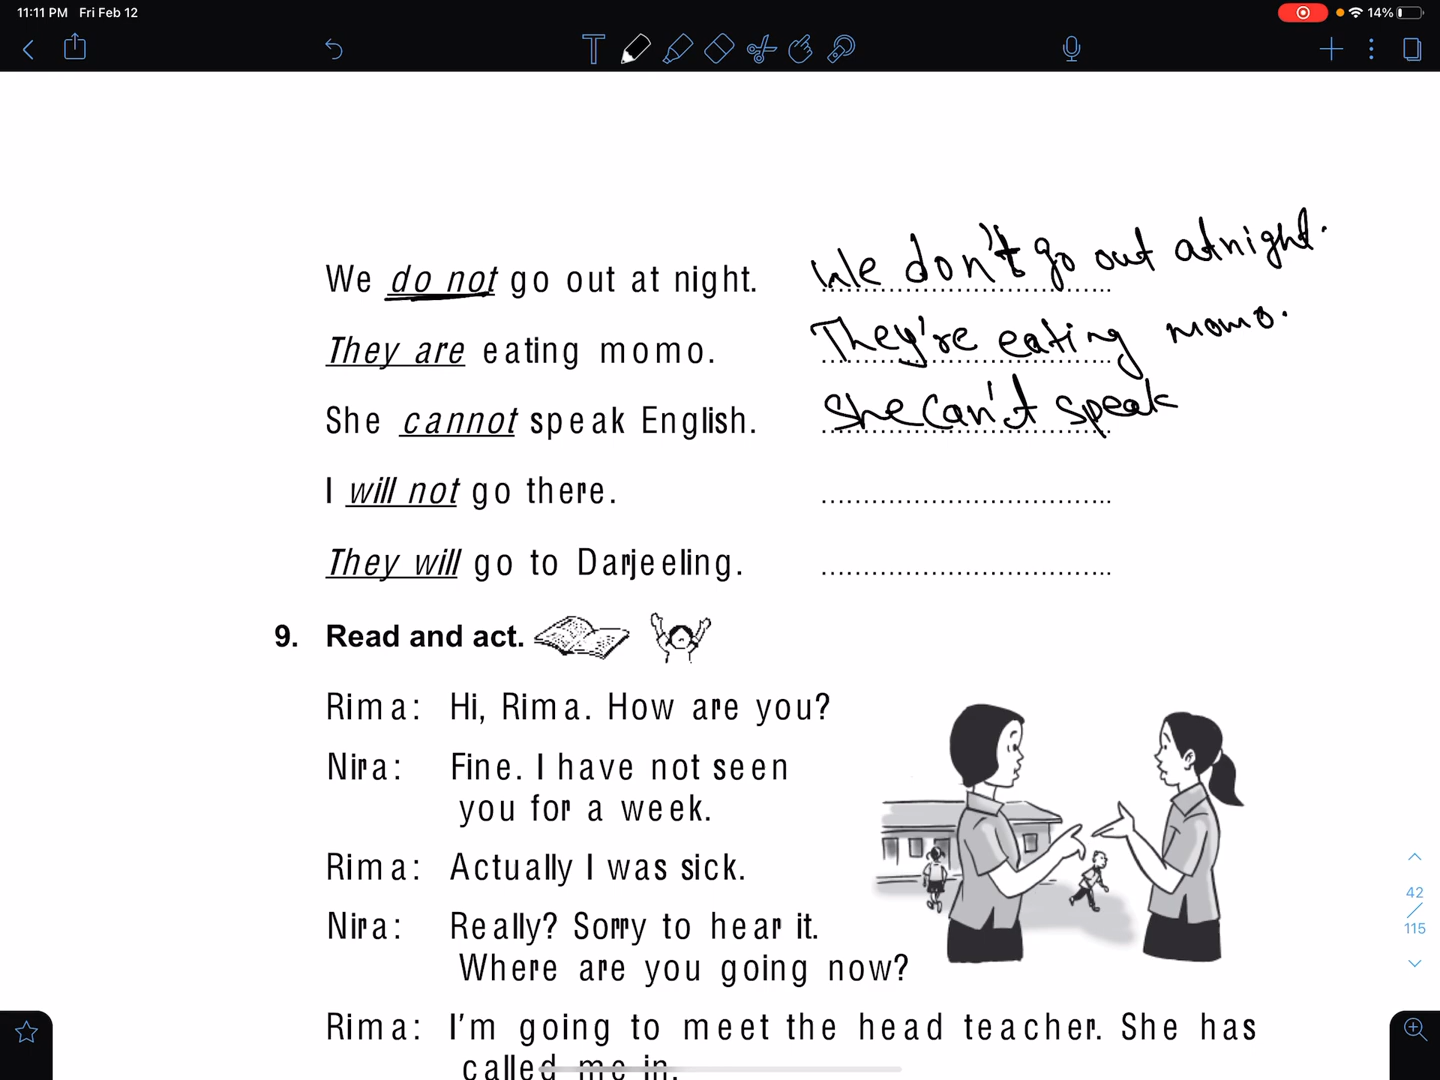 11:11 PM Fri Feb 12 14%
We do not go out at night. We don't go out at night.
They are eating momo. They're eating momo.
She cannot speak English. She can't speak
I will not go there. ......................................
They will go to Darjeeling. ......................................
9. Read and act.
Rima: Hi, Rima. How are you?
Nira: Fine. I have not seen
you for a week.
Rima: Actually I was sick.
Nira: Really? Sorry to hear it.
Where are you going now?
Rima: I'm going to meet the head teacher. She has
called me in.
42
/
115